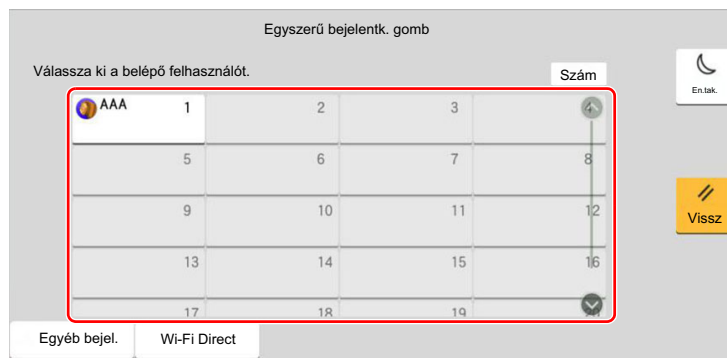 Egyszerű bejelentk. gomb
Válassza ki a belépő felhasználót.
Szám
En.tak.
AAA 1 2 3 4
5 6 7 8
9 10 11 12
Vissz
13 14 15 16
17 18 19
Egyéb bejel. Wi-Fi Direct